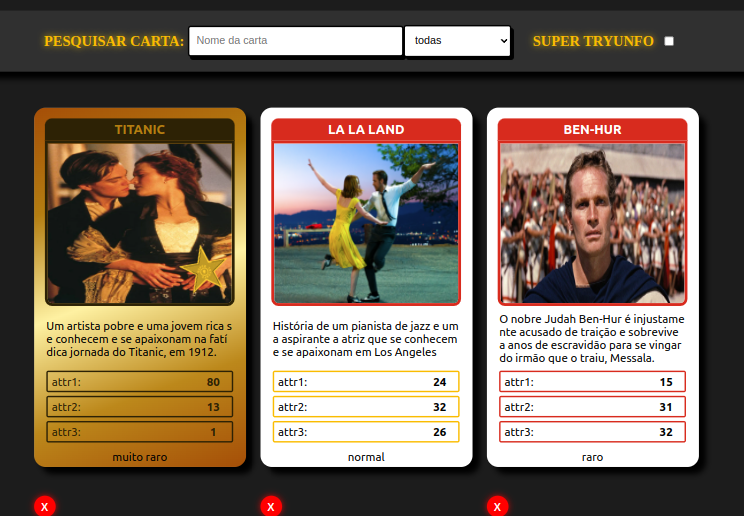 PESQUISAR CARTA: Nome da carta todas SUPER TRYUNFO
TITANIC
Um artista pobre e uma jovem rica s
e conhecem e se apaixonam na fatí
dica jornada do Titanic, em 1912.
attr1: 80
attr2: 13
attr3: 1
muito raro
X
LA LA LAND
História de um pianista de jazz e um
a aspirante a atriz que se conhecem
e se apaixonam em Los Angeles
attr1: 24
attr2: 32
attr3: 26
normal
X
BEN-HUR
O nobre Judah Ben-Hur é injustame
nte acusado de traição e sobrevive
a anos de escravidão para se vingar
do irmão que o traiu, Messala.
attr1: 15
attr2: 31
attr3: 32
raro
X